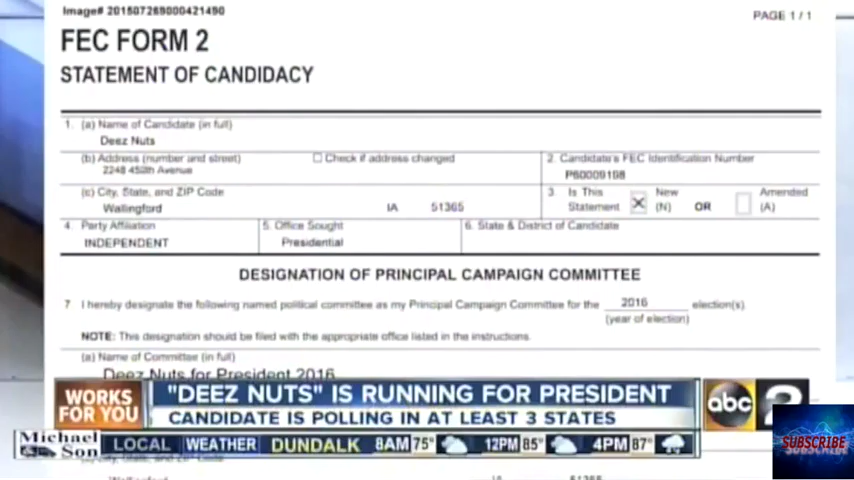 Image# 201507269000421490
PAGE 1 / 1
FEC FORM 2
STATEMENT OF CANDIDACY
1. (a) Name of Candidate (in full)
Deez Nuts
(b) Address (number and street)
Check if address changed
2. Candidate's FEC Identification Number
2248 450th Avenue
P60009198
(c) City, State, and ZIP Code
3. Is This Statement
New (N) OR Amended (A)
Wallingford IA 51365
4. Party Affiliation
5. Office Sought
6. State & District of Candidate
INDEPENDENT
Presidential
DESIGNATION OF PRINCIPAL CAMPAIGN COMMITTEE
7 I hereby designate the following named political committee as my Principal Campaign Committee for the 2016 election(s).
(year of election)
NOTE: This designation should be filed with the appropriate office listed in the instructions.
(a) Name of Committee (in full)
Deez Nuts for President 2016
WORKS FOR YOU
"DEEZ NUTS" IS RUNNING FOR PRESIDENT
CANDIDATE IS POLLING IN AT LEAST 3 STATES
abc 2
Michael & Son
LOCAL WEATHER DUNDALK 8AM 75° 12PM 85° 4PM 87°
SUBSCRIBE